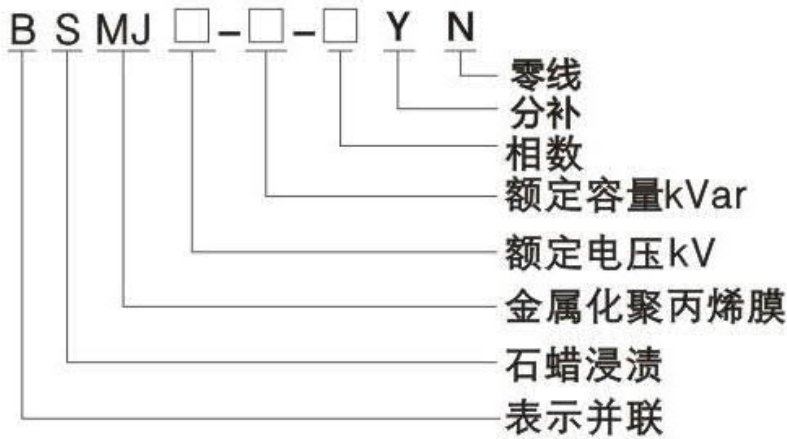 B S MJ □-□-□ Y N
零线
分补
相数
额定容量kVar
额定电压kV
金属化聚丙烯膜
石蜡浸渍
表示并联